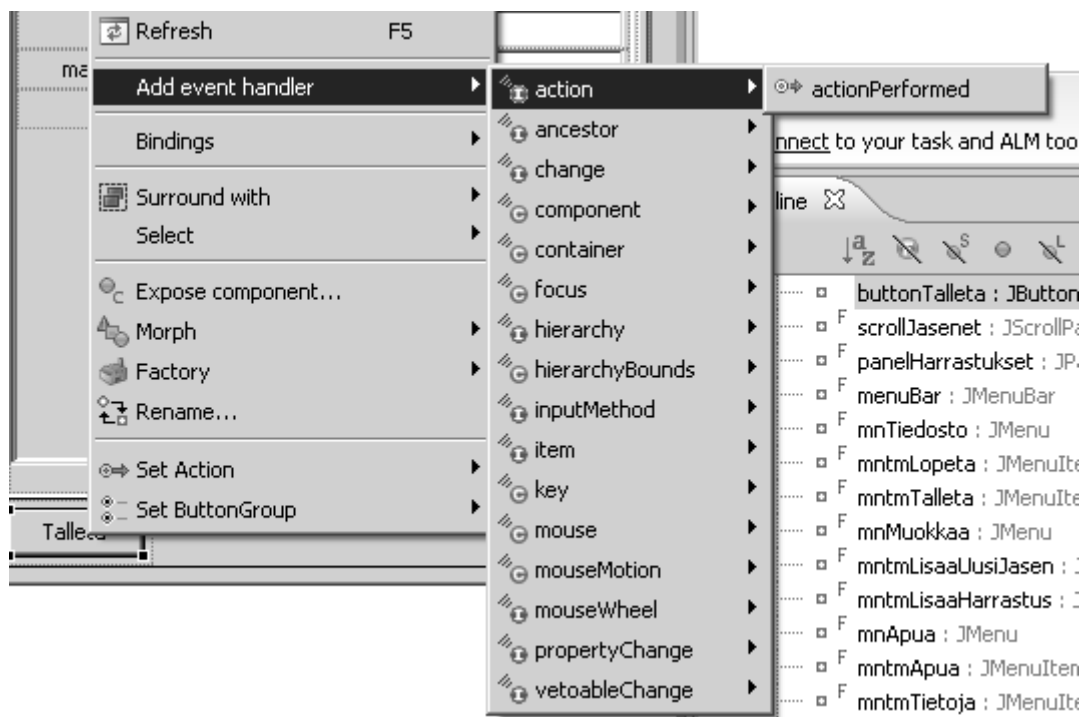 Refresh F5
ma
Add event handler
Bindings
Surround with
Select
Expose component...
Morph
Factory
Rename...
Set Action
Set ButtonGroup
Talleta
action
ancestor
change
component
container
focus
hierarchy
hierarchyBounds
inputMethod
item
key
mouse
mouseMotion
mouseWheel
propertyChange
vetoableChange
actionPerformed
nnect to your task and ALM too
line
a z S L
buttonTalleta : JButton
F scrollJasenet : JScrollPa
F panelHarrastukset : JPa
F menuBar : JMenuBar
F mnTiedosto : JMenu
F mntmLopeta : JMenuIte
F mntmTalleta : JMenuIte
F mnMuokkaa : JMenu
F mntmLisaaUusiJasen : J
F mntmLisaaHarrastus : J
F mnApua : JMenu
F mntmApua : JMenuItem
F mntmTietoja : JMenuIte